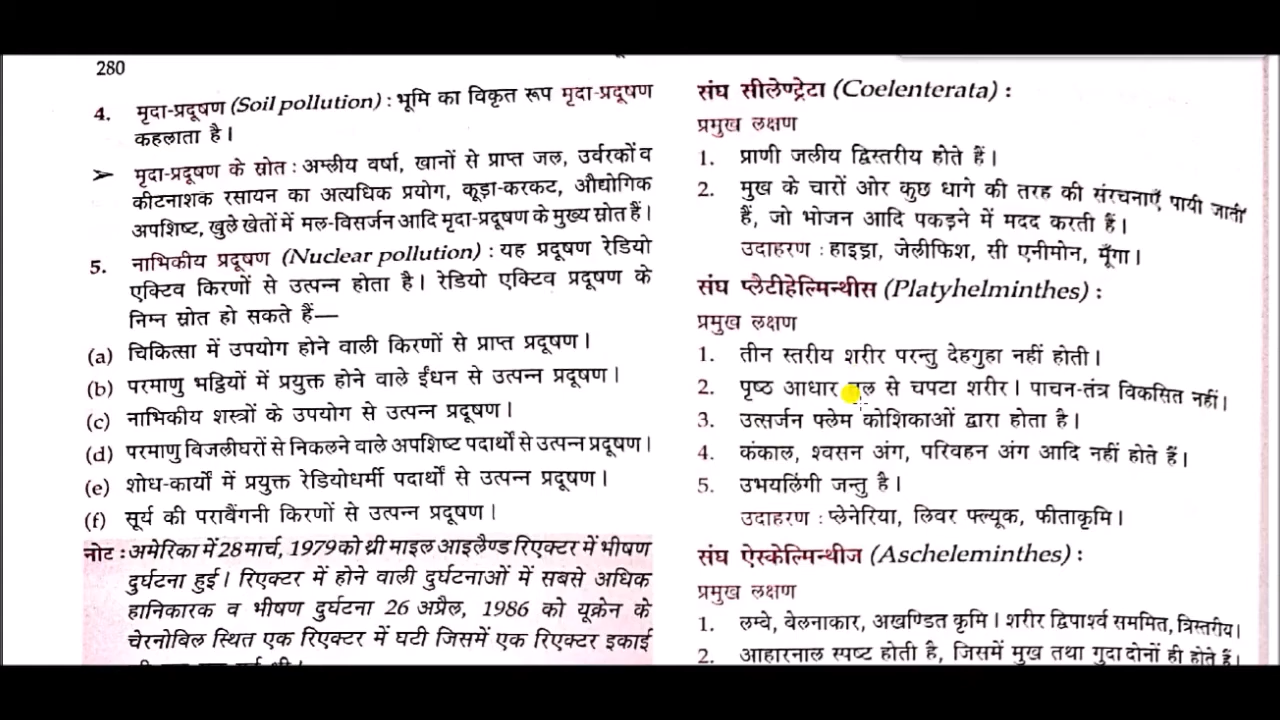 280
4. मृदा-प्रदूषण (Soil pollution) : भूमि का विकृत रूप मृदा-प्रदूषण
कहलाता है।
➢ मृदा-प्रदूषण के स्रोत : अम्लीय वर्षा, खानों से प्राप्त जल, उर्वरकों व
कीटनाशक रसायन का अत्यधिक प्रयोग, कूड़ा-करकट, औद्योगिक
अपशिष्ट, खुले खेतों में मल-विसर्जन आदि मृदा-प्रदूषण के मुख्य स्रोत हैं।
5. नाभिकीय प्रदूषण (Nuclear pollution) : यह प्रदूषण रेडियो
एक्टिव किरणों से उत्पन्न होता है। रेडियो एक्टिव प्रदूषण के
निम्न स्रोत हो सकते हैं—
(a) चिकित्सा में उपयोग होने वाली किरणों से प्राप्त प्रदूषण।
(b) परमाणु भट्ठियों में प्रयुक्त होने वाले ईंधन से उत्पन्न प्रदूषण।
(c) नाभिकीय शस्त्रों के उपयोग से उत्पन्न प्रदूषण।
(d) परमाणु बिजलीघरों से निकलने वाले अपशिष्ट पदार्थों से उत्पन्न प्रदूषण।
(e) शोध-कार्यों में प्रयुक्त रेडियोधर्मी पदार्थों से उत्पन्न प्रदूषण।
(f) सूर्य की पराबैंगनी किरणों से उत्पन्न प्रदूषण।
नोट : अमेरिका में 28 मार्च, 1979 को थ्री माइल आइलैण्ड रिएक्टर में भीषण
दुर्घटना हुई। रिएक्टर में होने वाली दुर्घटनाओं में सबसे अधिक
हानिकारक व भीषण दुर्घटना 26 अप्रैल, 1986 को यूक्रेन के
चेरनोविल स्थित एक रिएक्टर में घटी जिसमें एक रिएक्टर इकाई
संघ सीलेण्ट्रेटा (Coelenterata) :
प्रमुख लक्षण
1. प्राणी जलीय द्विस्तरीय होते हैं।
2. मुख के चारों ओर कुछ धागे की तरह की संरचनाएँ पायी जाती
हैं, जो भोजन आदि पकड़ने में मदद करती हैं।
उदाहरण : हाइड्रा, जेलीफिश, सी एनीमोन, मूँगा।
संघ प्लैटीहेल्मिन्थीस (Platyhelminthes) :
प्रमुख लक्षण
1. तीन स्तरीय शरीर परन्तु देहगुहा नहीं होती।
2. पृष्ठ आधार से चपटा शरीर। पाचन-तंत्र विकसित नहीं।
3. उत्सर्जन फ्लेम कोशिकाओं द्वारा होता है।
4. कंकाल, श्वसन अंग, परिवहन अंग आदि नहीं होते हैं।
5. उभयलिंगी जन्तु है।
उदाहरण : प्लेनेरिया, लिवर फ्ल्यूक, फीताकृमि।
संघ ऐस्केल्मिन्थीज (Ascheleminthes) :
प्रमुख लक्षण
1. लम्बे, बेलनाकार, अखण्डित कृमि। शरीर द्विपार्श्व सममित, त्रिस्तरीय।
2. आहारनाल स्पष्ट होती है, जिसमें मुख तथा गुदा दोनों ही होते हैं।